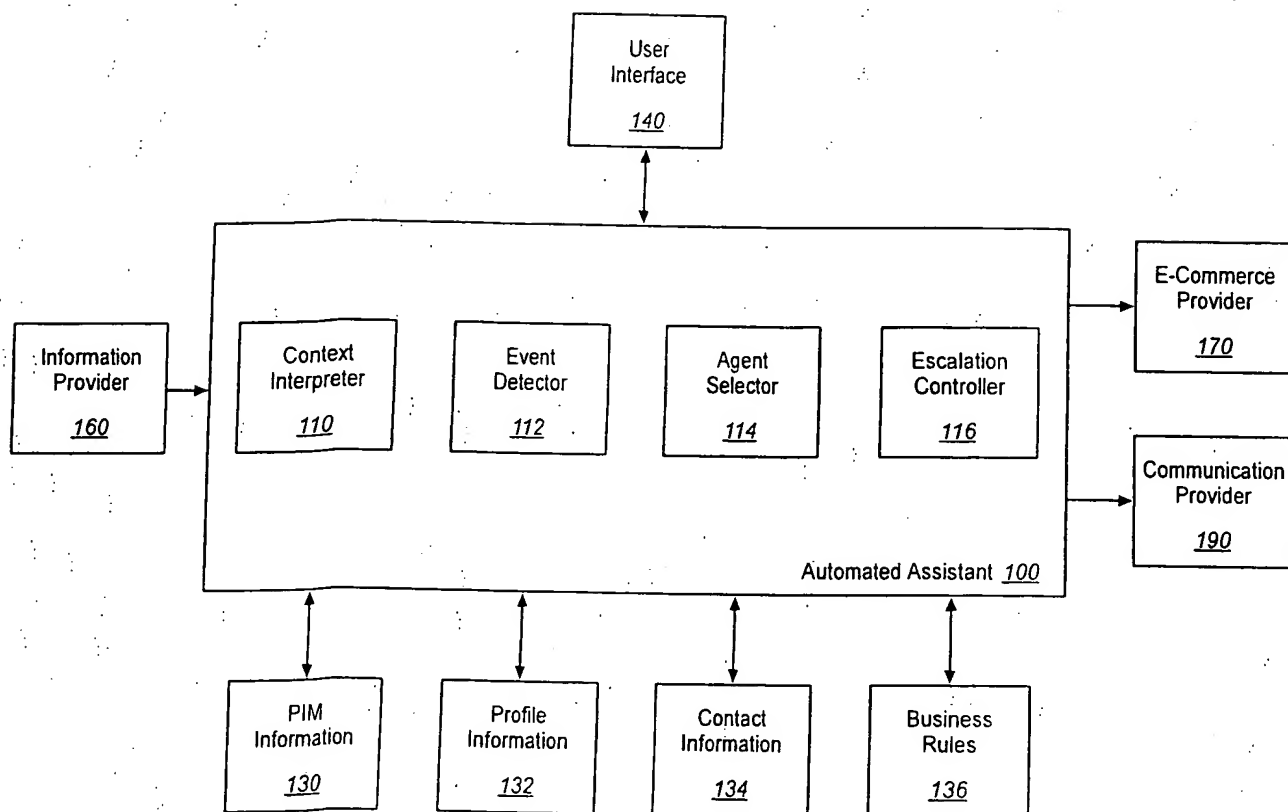 User
Interface
140
Information
Provider
160
Context
Interpreter
110
Event
Detector
112
Agent
Selector
114
Escalation
Controller
116
E-Commerce
Provider
170
Communication
Provider
190
Automated Assistant 100
PIM
Information
130
Profile
Information
132
Contact
Information
134
Business
Rules
136